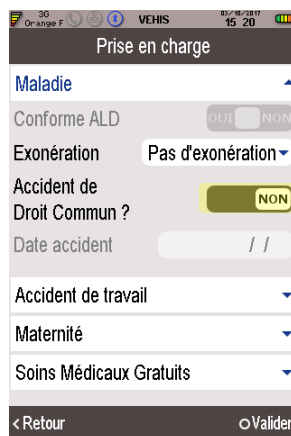 3G
Orange F
VEHIS
15 20
Prise en charge
Maladie
Conforme ALD
OUI NON
Exonération
Pas d'exonération
Accident de
Droit Commun ?
NON
Date accident
/ /
Accident de travail
Maternité
Soins Médicaux Gratuits
< Retour
Valider